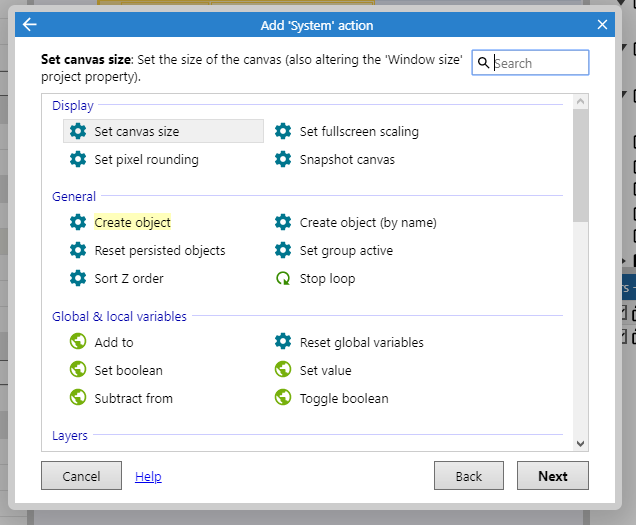 Add 'System' action
Set canvas size: Set the size of the canvas (also altering the 'Window size'
project property).
Search
Display
Set canvas size
Set fullscreen scaling
Set pixel rounding
Snapshot canvas
General
Create object
Create object (by name)
Reset persisted objects
Set group active
Sort Z order
Stop loop
Global & local variables
Add to
Reset global variables
Set boolean
Set value
Subtract from
Toggle boolean
Layers
Cancel
Help
Back
Next